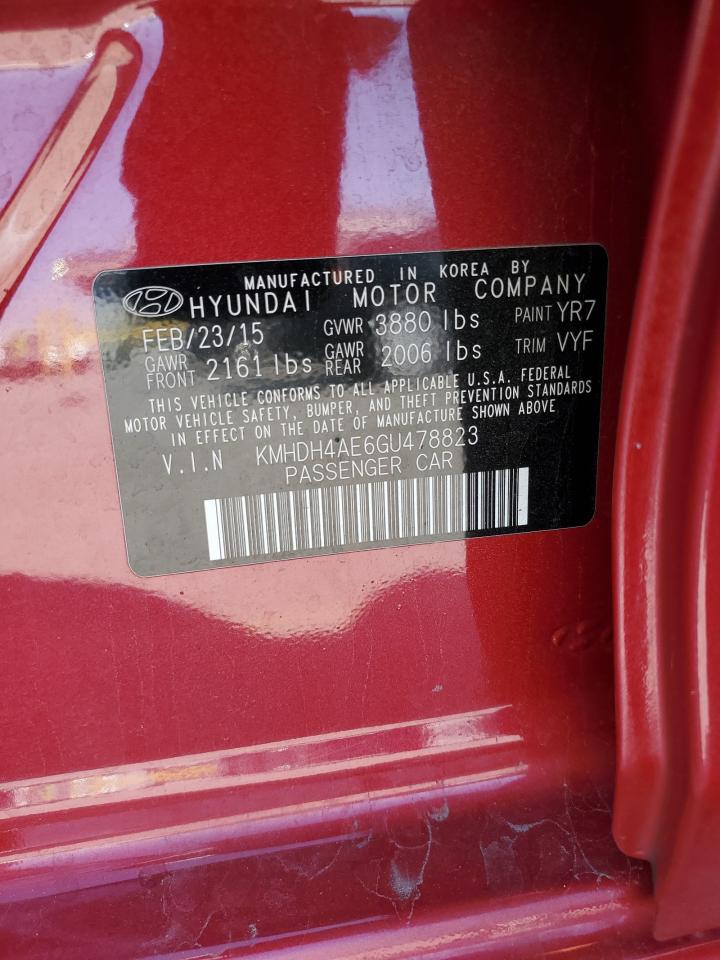 MANUFACTURED IN KOREA BY
HYUNDAI MOTOR COMPANY
FEB/23/15 GVWR 3880 lbs PAINT YR7
GAWR FRONT 2161 lbs GAWR REAR 2006 lbs TRIM VYF
THIS VEHICLE CONFORMS TO ALL APPLICABLE U.S.A. FEDERAL
MOTOR VEHICLE SAFETY, BUMPER, AND THEFT PREVENTION STANDARDS
IN EFFECT ON THE DATE OF MANUFACTURE SHOWN ABOVE
V.I.N KMHDH4AE6GU478823
PASSENGER CAR